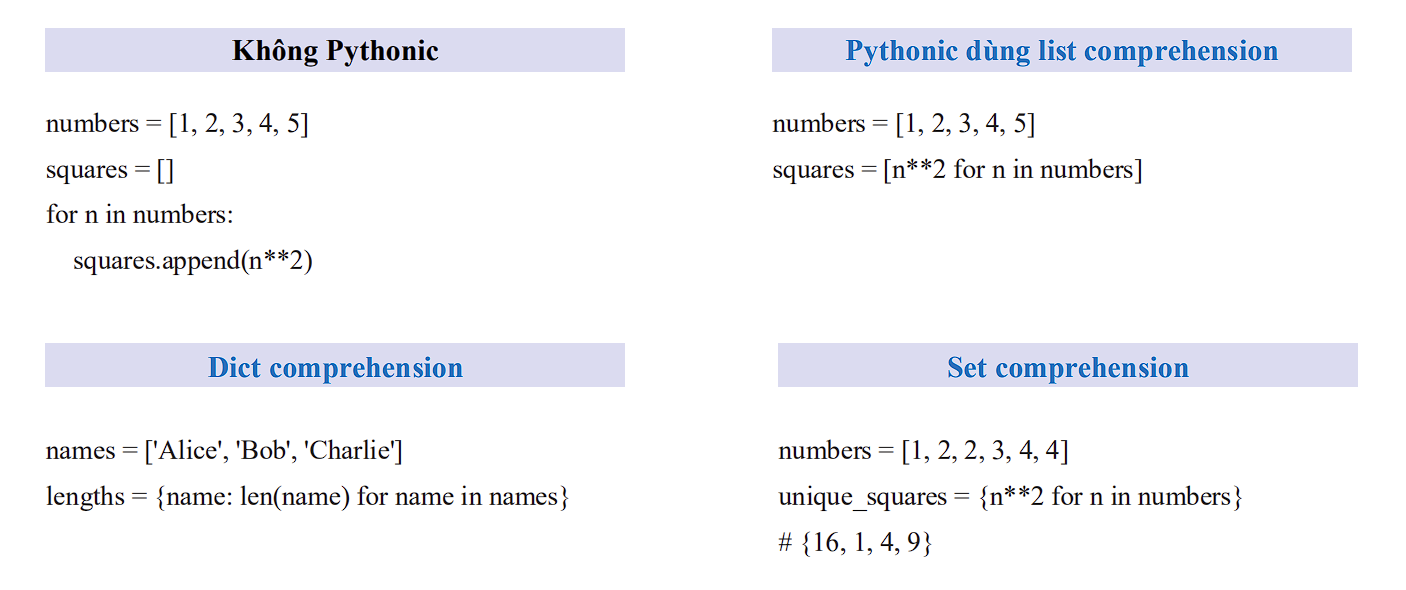 Không Pythonic
numbers = [1, 2, 3, 4, 5]
squares = []
for n in numbers:
    squares.append(n**2)
Pythonic dùng list comprehension
numbers = [1, 2, 3, 4, 5]
squares = [n**2 for n in numbers]
Dict comprehension
names = ['Alice', 'Bob', 'Charlie']
lengths = {name: len(name) for name in names}
Set comprehension
numbers = [1, 2, 2, 3, 4, 4]
unique_squares = {n**2 for n in numbers}
# {16, 1, 4, 9}